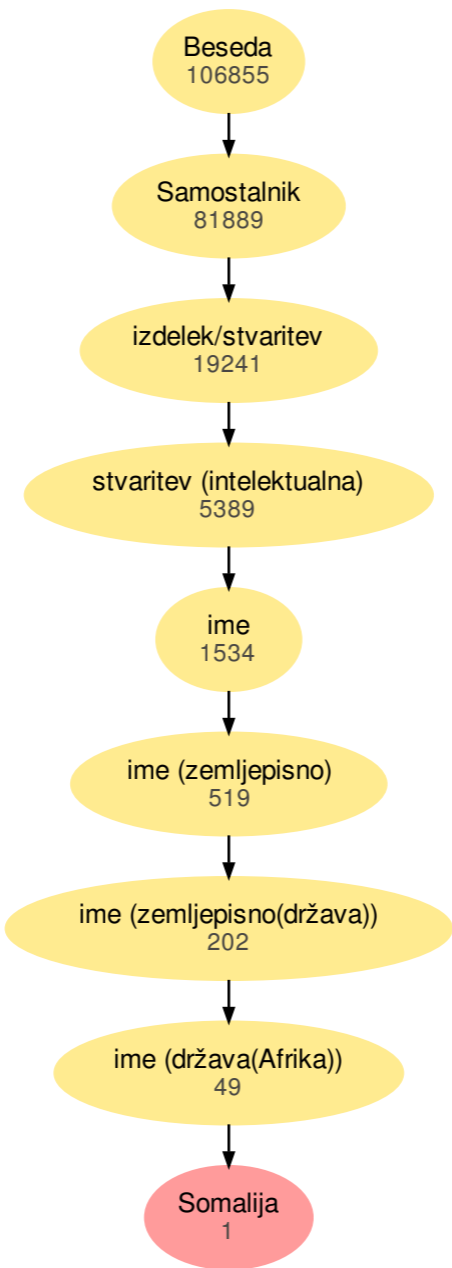 Beseda
106855
Samostalnik
81889
izdelek/stvaritev
19241
stvaritev (intelektualna)
5389
ime
1534
ime (zemljepisno)
519
ime (zemljepisno(država))
202
ime (država(Afrika))
49
Somalija
1